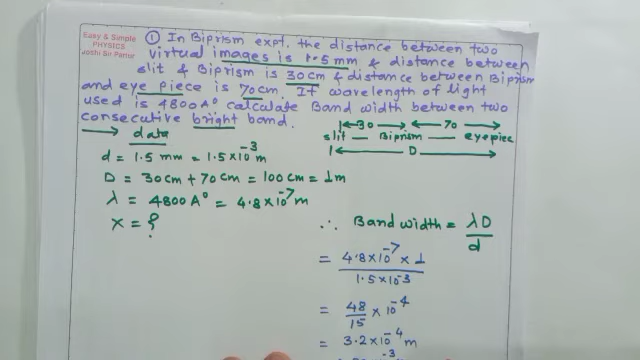 Easy & Simple
PHYSICS
Joshi Sir Partur
① In Biprism expt. the distance between two
virtual images is 1.5 mm & distance between
slit & Biprism is 30 cm & distance between Biprism
and eye piece is 70 cm. If wavelength of light
used is 4800 A° calculate Band width between two
consecutive bright band.
→ data
30 70
slit — Biprism — eyepiece
D
d = 1.5 mm = 1.5 × 10⁻³ m
D = 30 cm + 70 cm = 100 cm = 1 m
λ = 4800 A° = 4.8 × 10⁻⁷ m
X = ?
∴ Band width = λD / d
= 4.8 × 10⁻⁷ × 1 / 1.5 × 10⁻³
= 48/15 × 10⁻⁴
= 3.2 × 10⁻⁴ m